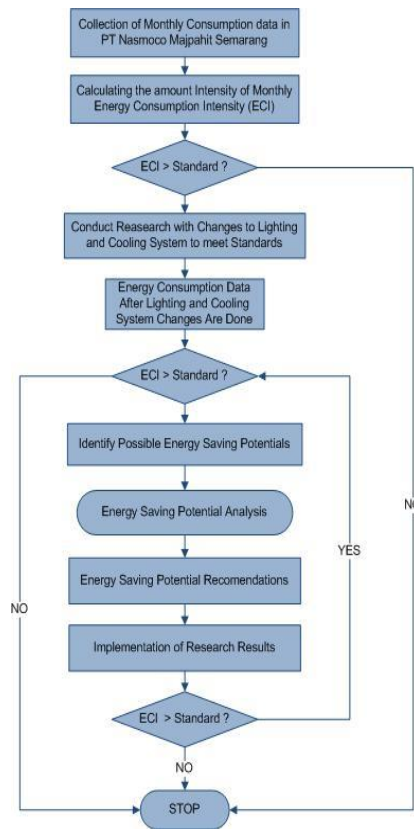 Collection of Monthly Consumption data in
PT Nasmoco Majpahit Semarang
Calculating the amount Intensity of Monthly
Energy Consumption Intensity (ECI)
ECI > Standard ?
Conduct Reasearch with Changes to Lighting
and Cooling System to meet Standards
Energy Consumption Data
After Lighting and Cooling
System Changes Are Done
ECI > Standard ?
Identify Possible Energy Saving Potentials
NO
Energy Saving Potential Analysis
YES
Energy Saving Potential Recomendations
NO
Implementation of Research Results
ECI > Standard ?
NO
STOP